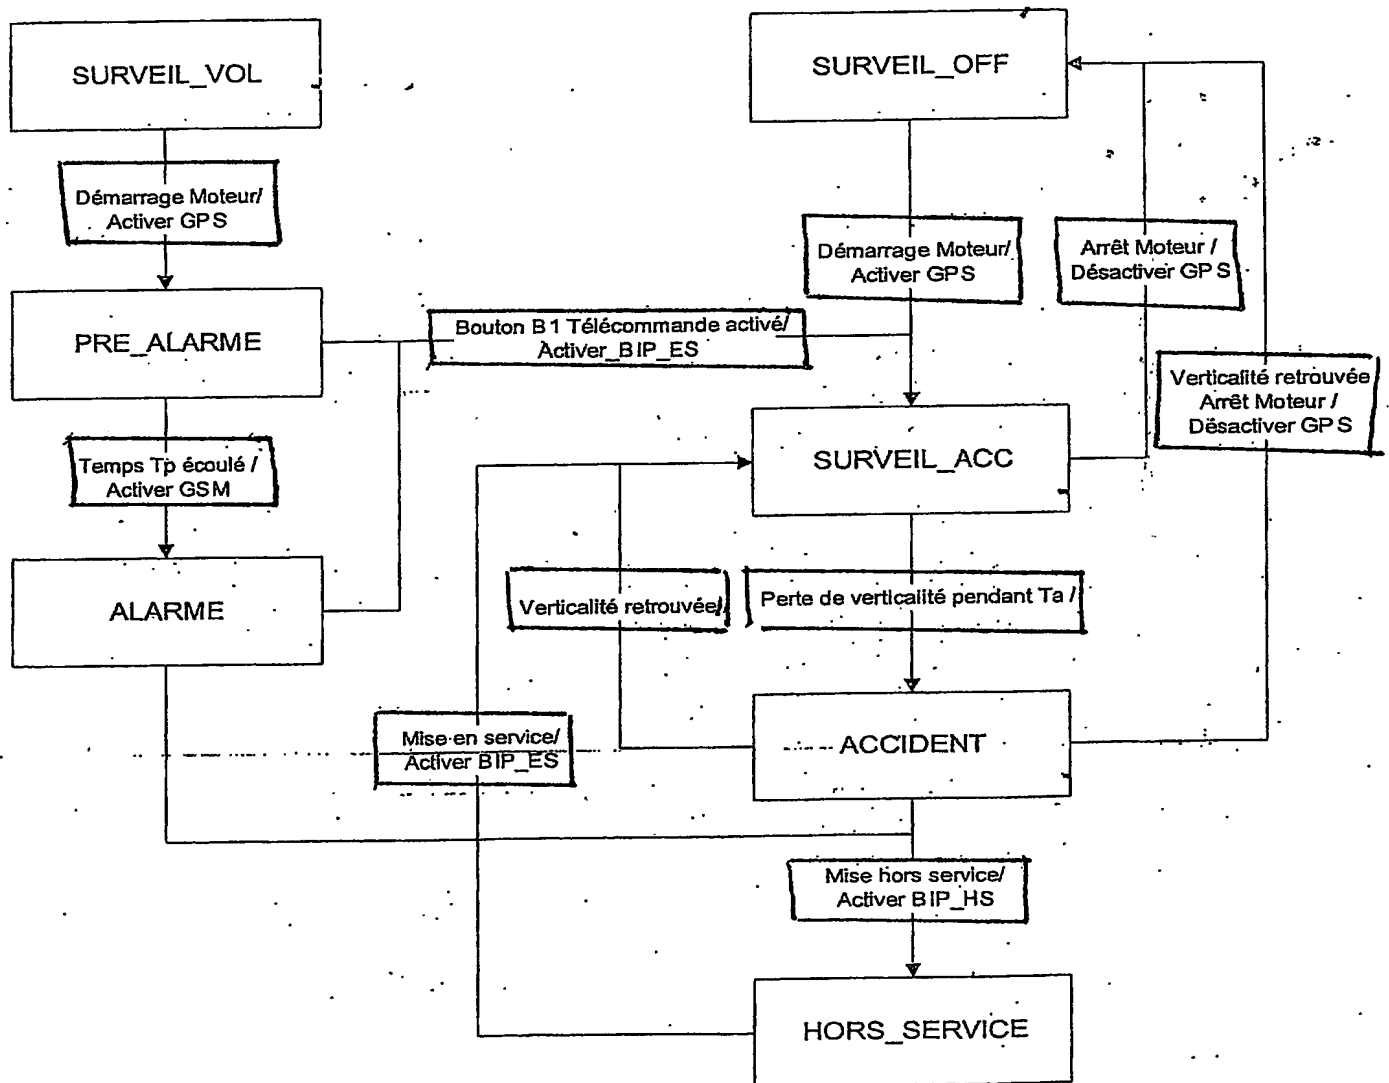 SURVEIL_VOL
SURVEIL_OFF
Démarrage Moteur/
Activer GPS
Démarrage Moteur/
Activer GPS
Arrêt Moteur /
Désactiver GPS
PRE_ALARME
Bouton B1 Télécommande activé/
Activer_BIP_ES
Verticalité retrouvée
Arrêt Moteur /
Désactiver GPS
Temps Tp écoulé /
Activer GSM
SURVEIL_ACC
ALARME
Verticalité retrouvée/
Perte de verticalité pendant Ta /
Mise en service/
Activer BIP_ES
ACCIDENT
Mise hors service/
Activer BIP_HS
HORS_SERVICE